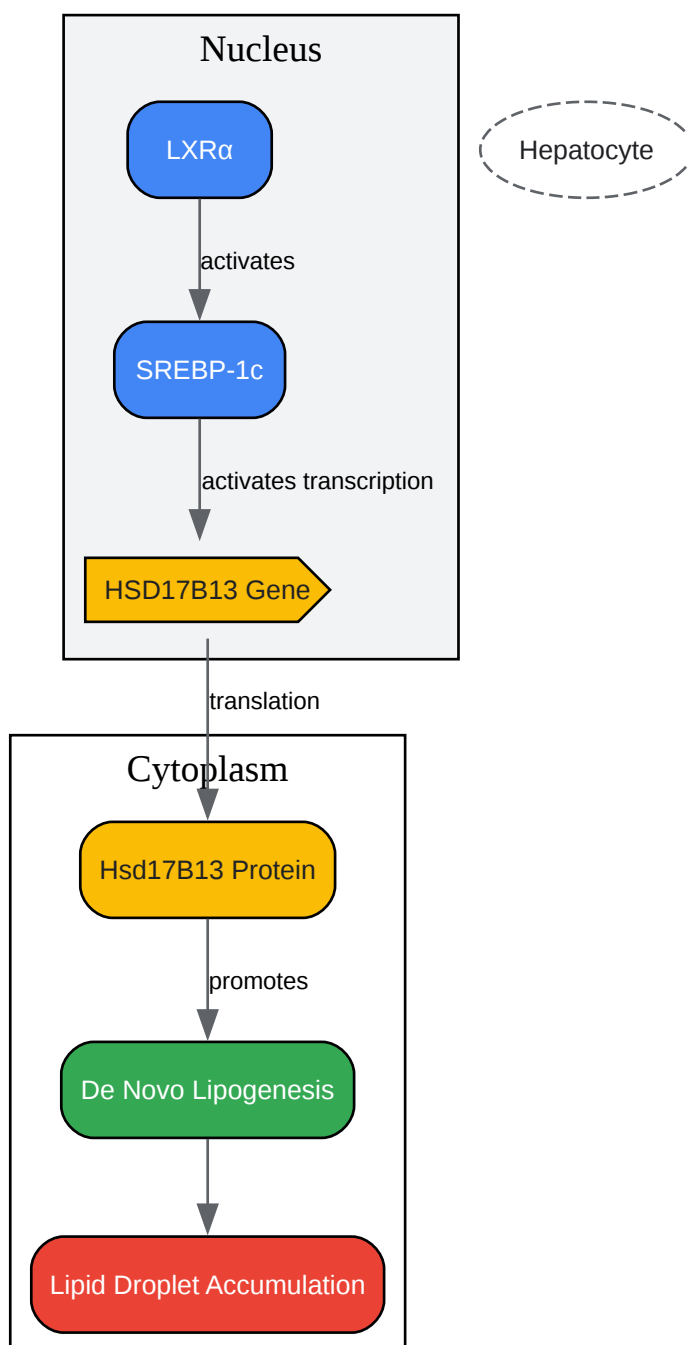 Nucleus
LXRα
Hepatocyte
activates
SREBP-1c
activates transcription
HSD17B13 Gene
translation
Cytoplasm
Hsd17B13 Protein
promotes
De Novo Lipogenesis
Lipid Droplet Accumulation